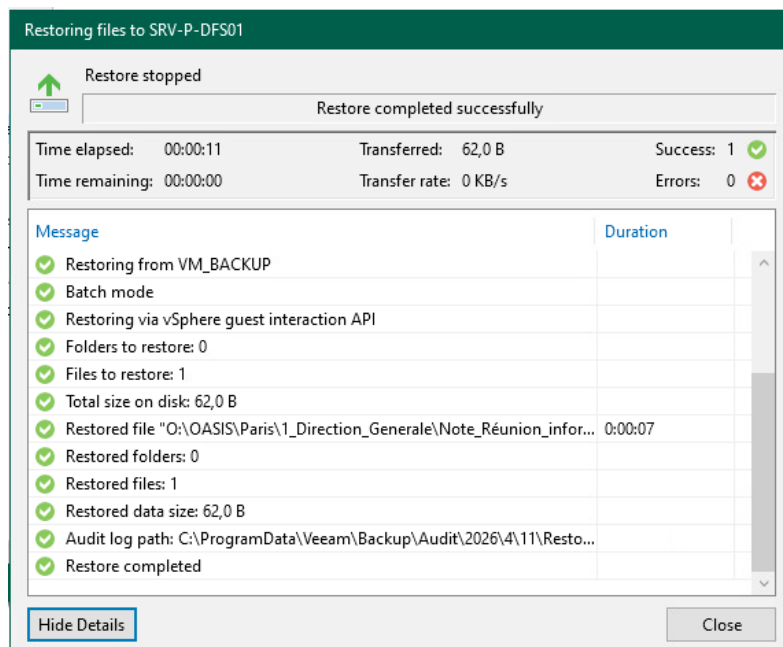 Restoring files to SRV-P-DFS01
Restore stopped
Restore completed successfully
Time elapsed: 00:00:11 Transferred: 62,0 B Success: 1
Time remaining: 00:00:00 Transfer rate: 0 KB/s Errors: 0
Message Duration
Restoring from VM_BACKUP
Batch mode
Restoring via vSphere guest interaction API
Folders to restore: 0
Files to restore: 1
Total size on disk: 62,0 B
Restored file "O:\OASIS\Paris\1_Direction_Generale\Note_Réunion_infor... 0:00:07
Restored folders: 0
Restored files: 1
Restored data size: 62,0 B
Audit log path: C:\ProgramData\Veeam\Backup\Audit\2026\4\11\Resto...
Restore completed
Hide Details Close